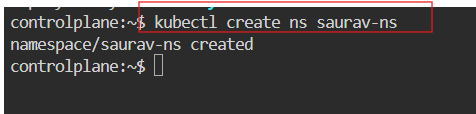 controlplane:~$ kubectl create ns saurav-ns
namespace/saurav-ns created
controlplane:~$